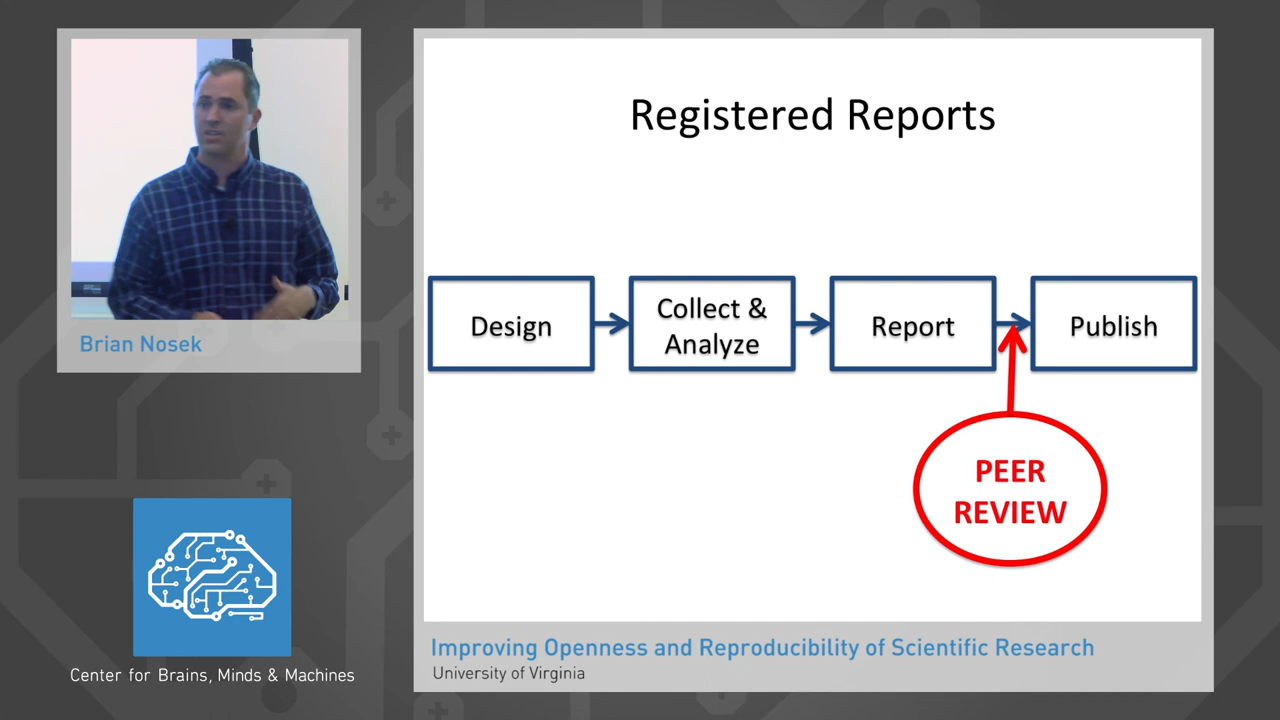 Brian Nosek
Center for Brains, Minds & Machines
Registered Reports
Design
Collect &
Analyze
Report
Publish
PEER
REVIEW
Improving Openness and Reproducibility of Scientific Research
University of Virginia